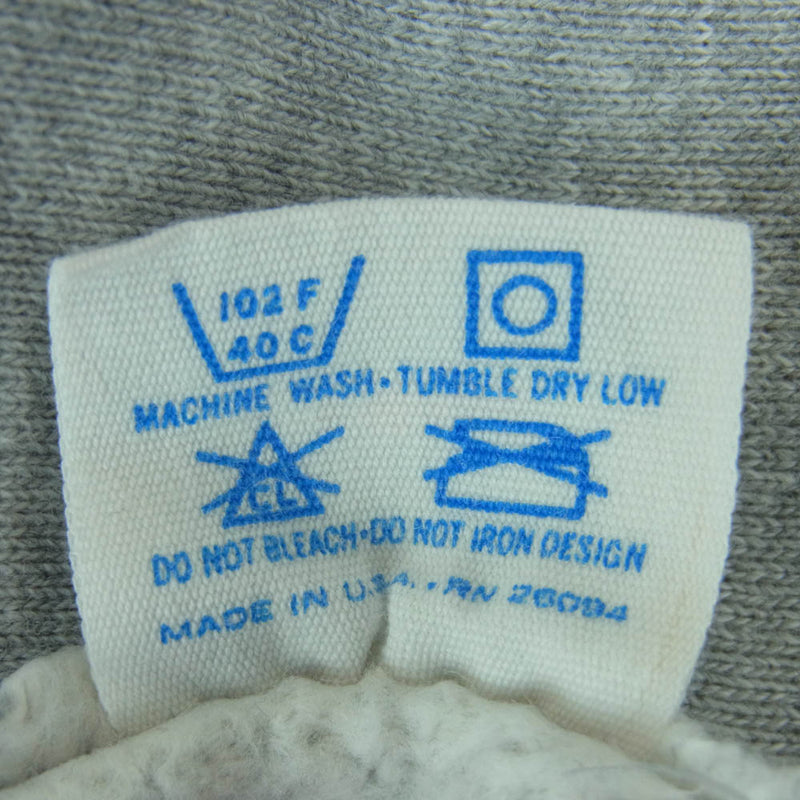 102 F
40 C
MACHINE WASH • TUMBLE DRY LOW
CL
DO NOT BLEACH • DO NOT IRON DESIGN
MADE IN U.S.A. • RN 26094